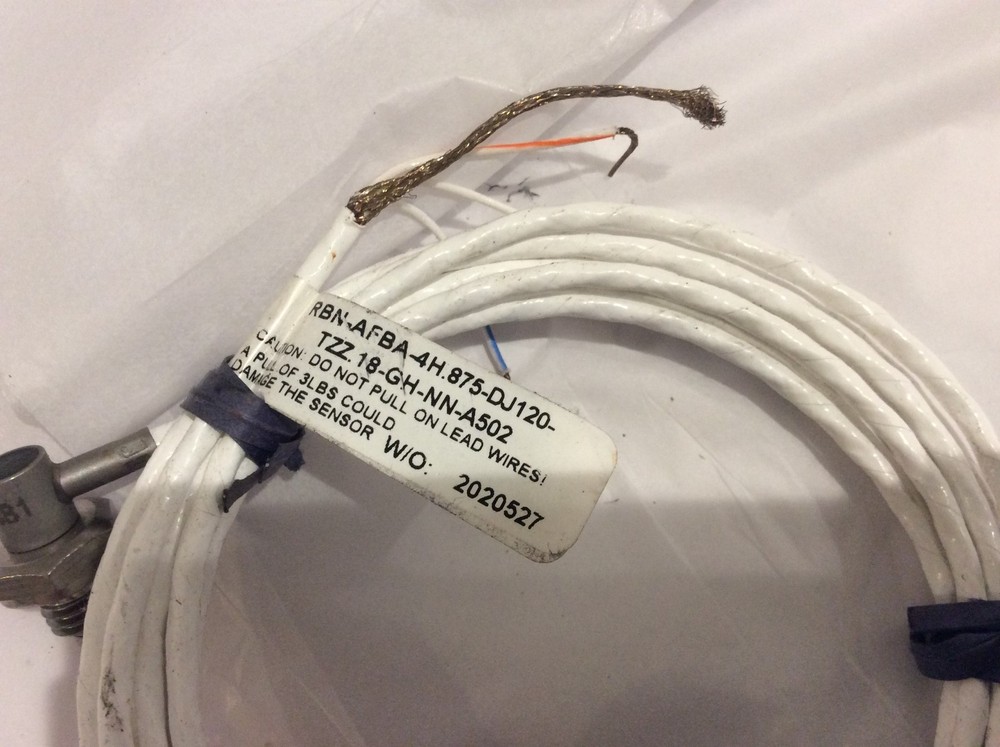 RBN-AFBA-4H.875-DJ120-
TZZ 18-GH-NN-A502
CAUTION: DO NOT PULL ON LEAD WIRES!
A PULL OF 3LBS COULD
DAMAGE THE SENSOR
W/O: 2020527
81